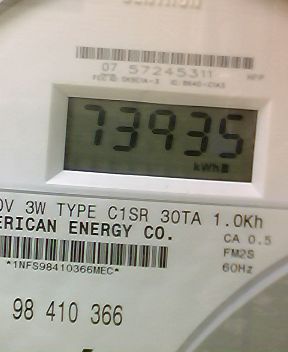 07 57245311
73935
kWh
0V 3W TYPE C1SR 30TA 1.0Kh
ERICAN ENERGY CO.
CA 0.5
FM2S
*1NFS98410366MEC*
60Hz
98 410 366